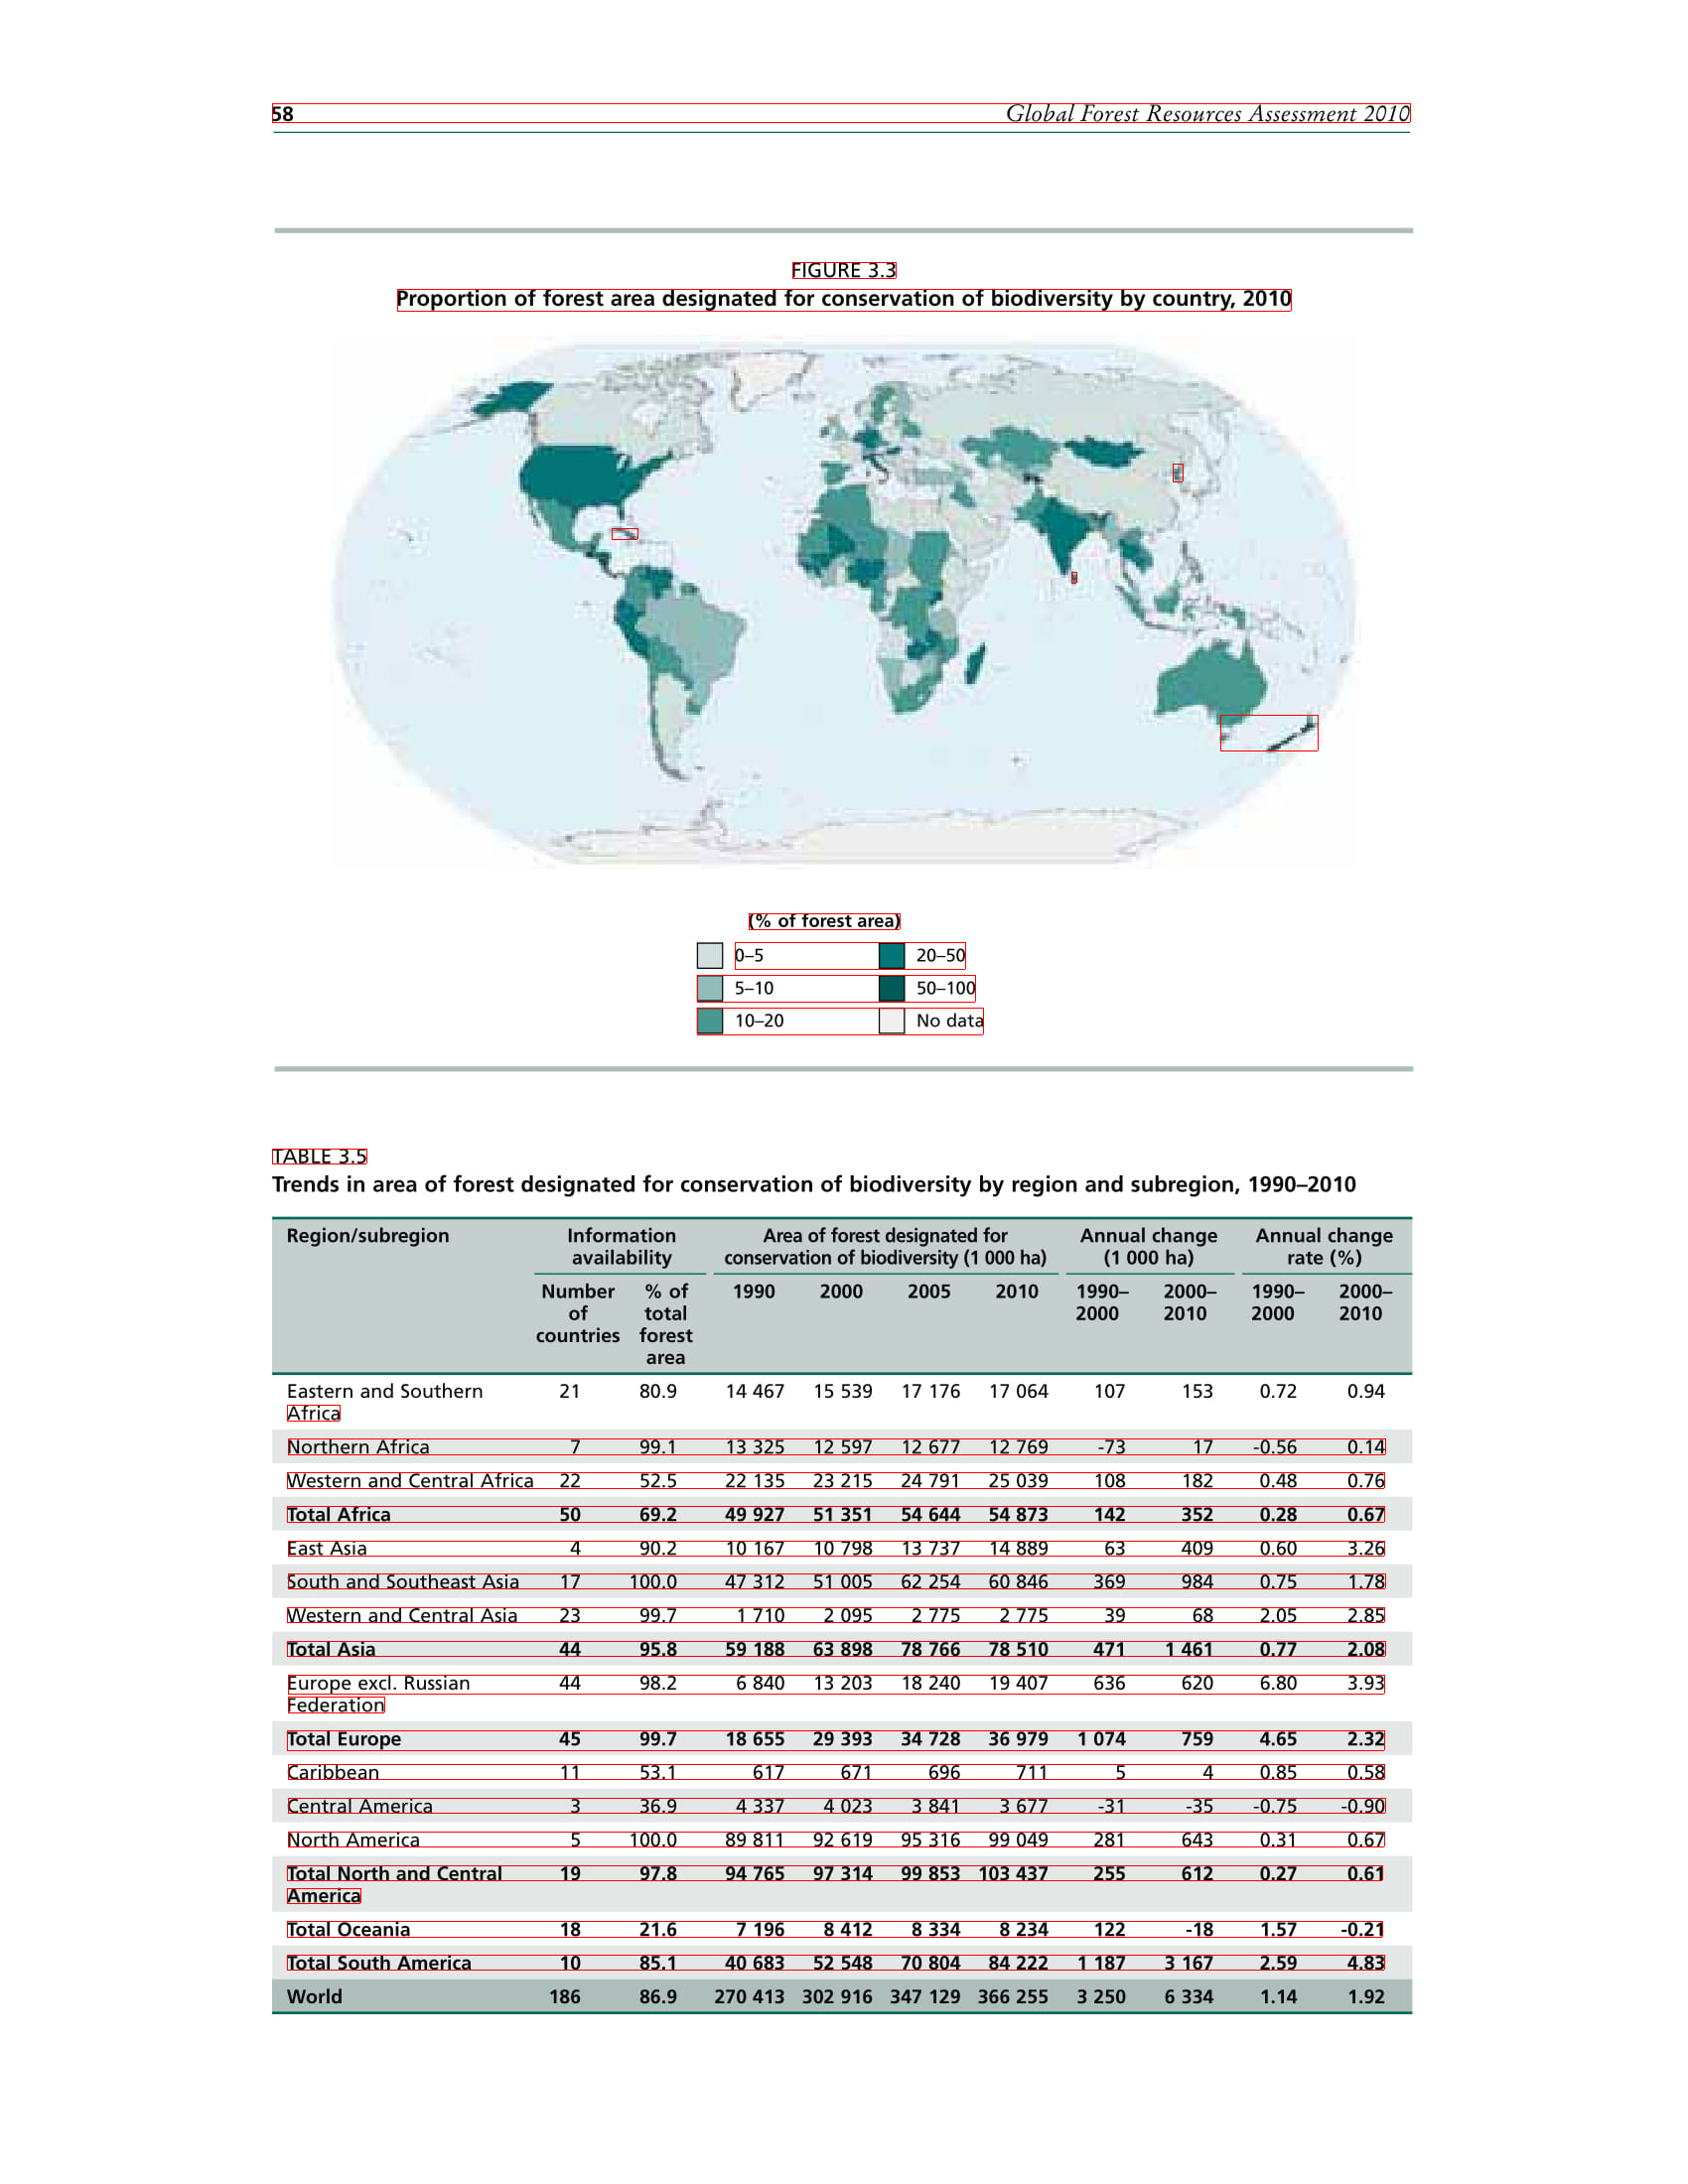 58 Global Forest Resources Assessment 2010
FIGURE 3.3
Proportion of forest area designated for conservation of biodiversity by country, 2010
(% of forest area)
0–5 20–50
5–10 50–100
10–20 No data
TABLE 3.5
Trends in area of forest designated for conservation of biodiversity by region and subregion, 1990–2010
Region/subregion Information Area of forest designated for Annual change Annual change
availability conservation of biodiversity (1 000 ha) (1 000 ha) rate (%)
Number % of 1990 2000 2005 2010 1990– 2000– 1990– 2000–
of total 2000 2010 2000 2010
countries forest
area
Eastern and Southern 21 80.9 14 467 15 539 17 176 17 064 107 153 0.72 0.94
Africa
Northern Africa 7 99.1 13 325 12 597 12 677 12 769 -73 17 -0.56 0.14
Western and Central Africa 22 52.5 22 135 23 215 24 791 25 039 108 182 0.48 0.76
Total Africa 50 69.2 49 927 51 351 54 644 54 873 142 352 0.28 0.67
East Asia 4 90.2 10 167 10 798 13 737 14 889 63 409 0.60 3.26
South and Southeast Asia 17 100.0 47 312 51 005 62 254 60 846 369 984 0.75 1.78
Western and Central Asia 23 99.7 1 710 2 095 2 775 2 775 39 68 2.05 2.85
Total Asia 44 95.8 59 188 63 898 78 766 78 510 471 1 461 0.77 2.08
Europe excl. Russian 44 98.2 6 840 13 203 18 240 19 407 636 620 6.80 3.93
Federation
Total Europe 45 99.7 18 655 29 393 34 728 36 979 1 074 759 4.65 2.32
Caribbean 11 53.1 617 671 696 711 5 4 0.85 0.58
Central America 3 36.9 4 337 4 023 3 841 3 677 -31 -35 -0.75 -0.90
North America 5 100.0 89 811 92 619 95 316 99 049 281 643 0.31 0.67
Total North and Central 19 97.8 94 765 97 314 99 853 103 437 255 612 0.27 0.61
America
Total Oceania 18 21.6 7 196 8 412 8 334 8 234 122 -18 1.57 -0.21
Total South America 10 85.1 40 683 52 548 70 804 84 222 1 187 3 167 2.59 4.83
World 186 86.9 270 413 302 916 347 129 366 255 3 250 6 334 1.14 1.92